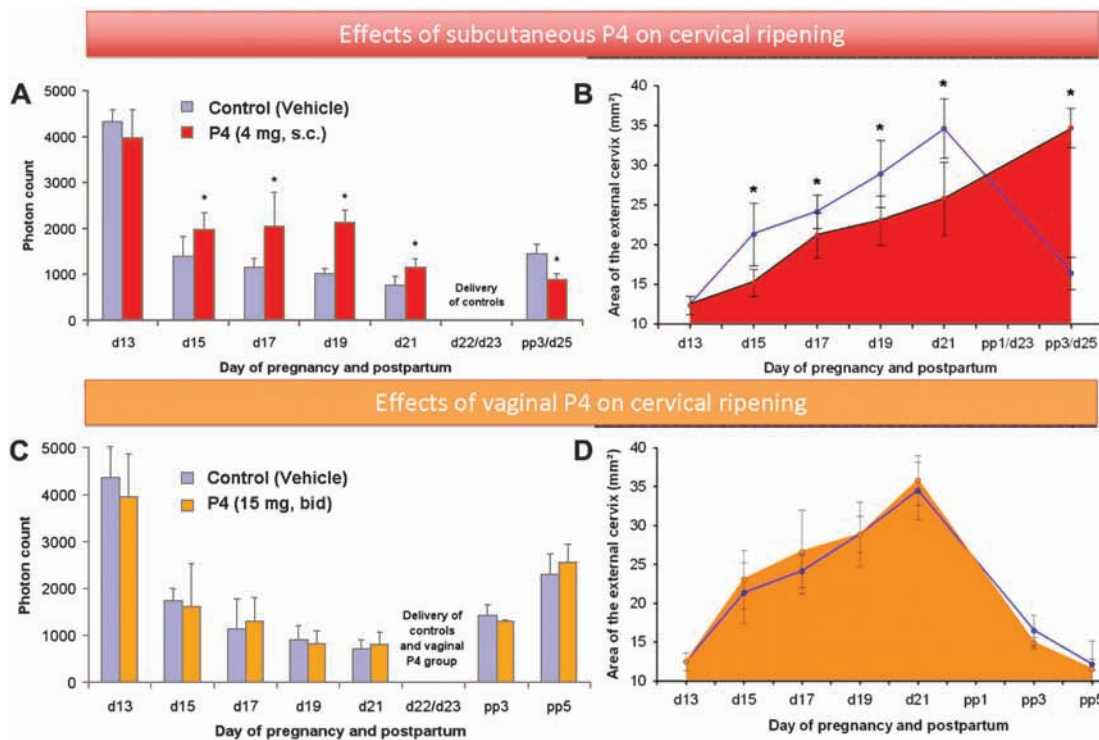 Effects of subcutaneous P4 on cervical ripening
A
Photon count
5000
4000
3000
2000
1000
0
Control (Vehicle)
P4 (4 mg, s.c.)
*
*
*
*
*
Delivery
of controls
d13 d15 d17 d19 d21 d22/d23 pp3/d25
Day of pregnancy and postpartum
B
Area of the external cervix (mm²)
40
35
30
25
20
15
10
*
*
*
*
*
d13 d15 d17 d19 d21 pp1/d23 pp3/d25
Day of pregnancy and postpartum
Effects of vaginal P4 on cervical ripening
C
Photon count
5000
4000
3000
2000
1000
0
Control (Vehicle)
P4 (15 mg, bid)
Delivery of
controls
and vaginal
P4 group
d13 d15 d17 d19 d21 d22/d23 pp3 pp5
Day of pregnancy and postpartum
D
Area of the external cervix (mm²)
40
35
30
25
20
15
10
d13 d15 d17 d19 d21 pp1 pp3 pp5
Day of pregnancy and postpartum